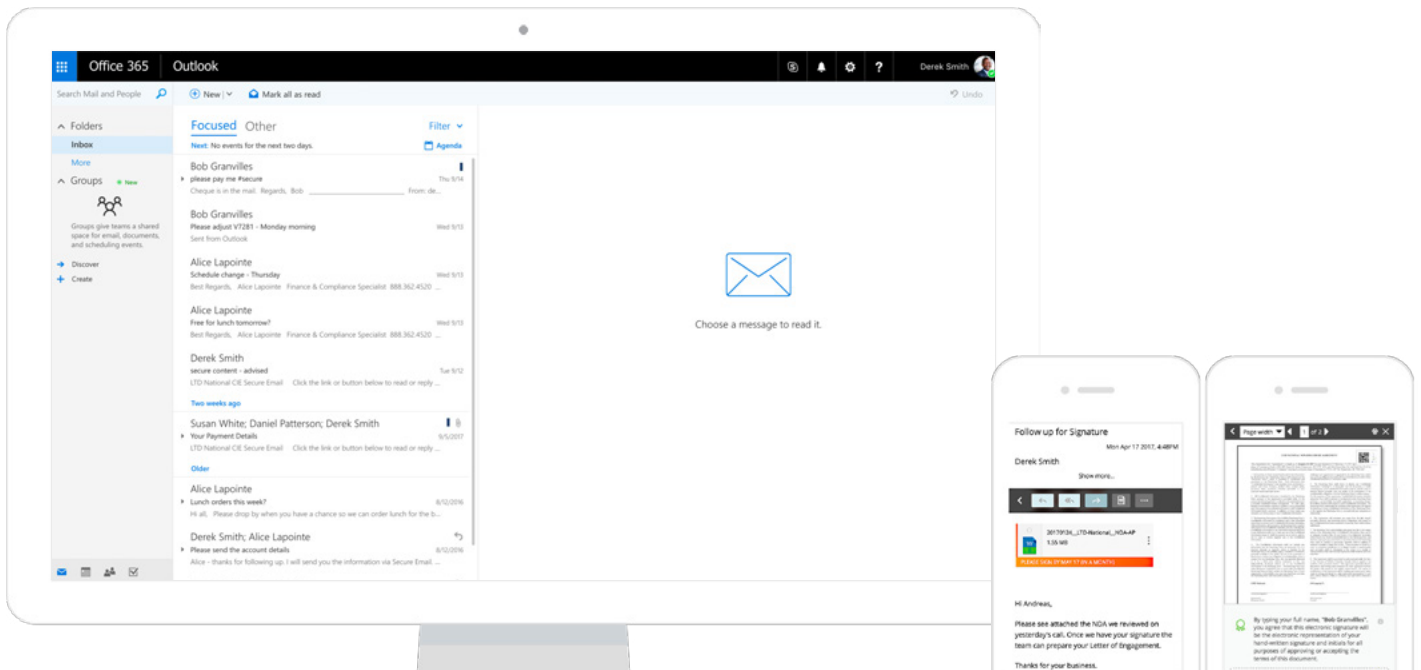 Office 365 Outlook
? Derek Smith
Search Mail and People
New
Mark all as read
Undo
Folders
Inbox
More
Groups
New
Groups give teams a shared
space for email, documents,
and scheduling events.
Discover
Create
Focused Other
Filter
Next: No events for the next two days.
Agenda
Bob Granvilles
please pay me #secure
Thu 9/14
Cheque is in the mail. Regards, Bob ____________________ From: de...
Bob Granvilles
Please adjust V7281 - Monday morning
Wed 9/13
Sent from Outlook
Alice Lapointe
Schedule change - Thursday
Wed 9/13
Best Regards, Alice Lapointe Finance & Compliance Specialist 888.362.4520 ...
Alice Lapointe
Free for lunch tomorrow?
Wed 9/13
Best Regards, Alice Lapointe Finance & Compliance Specialist 888.362.4520 ...
Derek Smith
secure content - advised
Tue 9/12
LTD National CIE Secure Email Click the link or button below to read or reply ...
Two weeks ago
Susan White; Daniel Patterson; Derek Smith
Your Payment Details
9/5/2017
LTD National CIE Secure Email Click the link or button below to read or reply ...
Older
Alice Lapointe
Lunch orders this week?
8/12/2016
Hi all, Please drop by when you have a chance so we can order lunch for the b...
Derek Smith; Alice Lapointe
Please send the account details
8/12/2016
Alice - thanks for following up. I will send you the information via Secure Email. ...
Choose a message to read it.
Follow up for Signature
Mon Apr 17 2017, 4:48PM
Derek Smith
Show more...
20170134_LTD-National_NDA-AP
1.35 MB
PLEASE SIGN BY MAY 17 (IN A MONTH)
Hi Andreas,
Please see attached the NDA we reviewed on
yesterday's call. Once we have your signature the
team can prepare your Letter of Engagement.
Thanks for your business.
Page width
1 of 2
By typing your full name, "Bob Granvilles",
you agree that this electronic signature will
be the electronic representation of your
hand-written signature and initials for all
purposes of approving or accepting the
terms of this document.